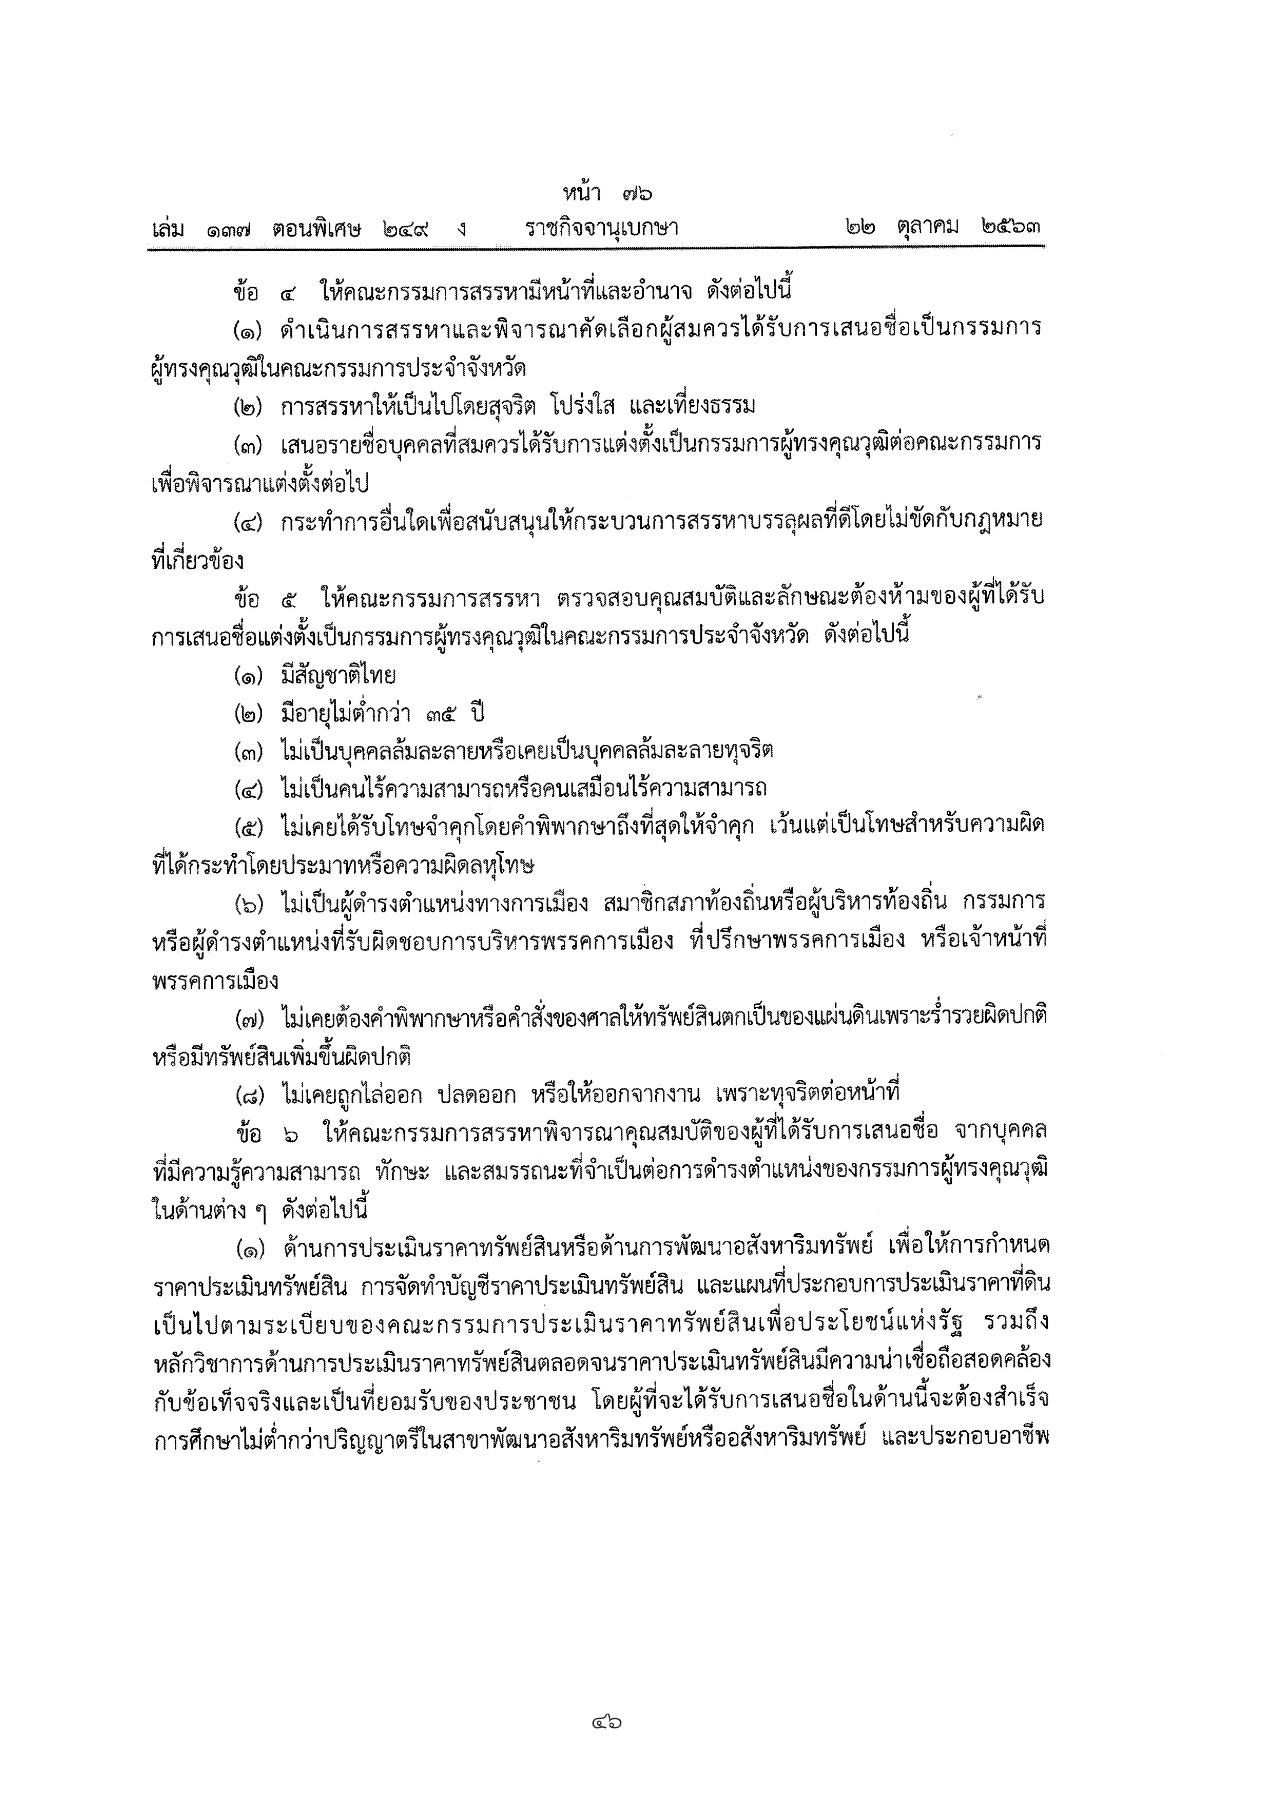 หน้า ๗๖
เล่ม ๑๓๗ ตอนพิเศษ ๒๔๙ ง ราชกิจจานุเบกษา ๒๒ ตุลาคม ๒๕๖๓
ข้อ ๔ ให้คณะกรรมการสรรหามีหน้าที่และอำนาจ ดังต่อไปนี้
(๑) ดำเนินการสรรหาและพิจารณาคัดเลือกผู้สมควรได้รับการเสนอชื่อเป็นกรรมการ
ผู้ทรงคุณวุฒิในคณะกรรมการประจำจังหวัด
(๒) การสรรหาให้เป็นไปโดยสุจริต โปร่งใส และเที่ยงธรรม
(๓) เสนอรายชื่อบุคคลที่สมควรได้รับการแต่งตั้งเป็นกรรมการผู้ทรงคุณวุฒิต่อคณะกรรมการ
เพื่อพิจารณาแต่งตั้งต่อไป
(๔) กระทำการอื่นใดเพื่อสนับสนุนให้กระบวนการสรรหาบรรลุผลที่ดีโดยไม่ขัดกับกฎหมาย
ที่เกี่ยวข้อง
ข้อ ๕ ให้คณะกรรมการสรรหา ตรวจสอบคุณสมบัติและลักษณะต้องห้ามของผู้ที่ได้รับ
การเสนอชื่อแต่งตั้งเป็นกรรมการผู้ทรงคุณวุฒิในคณะกรรมการประจำจังหวัด ดังต่อไปนี้
(๑) มีสัญชาติไทย
(๒) มีอายุไม่ต่ำกว่า ๓๕ ปี
(๓) ไม่เป็นบุคคลล้มละลายหรือเคยเป็นบุคคลล้มละลายทุจริต
(๔) ไม่เป็นคนไร้ความสามารถหรือคนเสมือนไร้ความสามารถ
(๕) ไม่เคยได้รับโทษจำคุกโดยคำพิพากษาถึงที่สุดให้จำคุก เว้นแต่เป็นโทษสำหรับความผิด
ที่ได้กระทำโดยประมาทหรือความผิดลหุโทษ
(๖) ไม่เป็นผู้ดำรงตำแหน่งทางการเมือง สมาชิกสภาท้องถิ่นหรือผู้บริหารท้องถิ่น กรรมการ
หรือผู้ดำรงตำแหน่งที่รับผิดชอบการบริหารพรรคการเมือง ที่ปรึกษาพรรคการเมือง หรือเจ้าหน้าที่
พรรคการเมือง
(๗) ไม่เคยต้องคำพิพากษาหรือคำสั่งของศาลให้ทรัพย์สินตกเป็นของแผ่นดินเพราะร่ำรวยผิดปกติ
หรือมีทรัพย์สินเพิ่มขึ้นผิดปกติ
(๘) ไม่เคยถูกไล่ออก ปลดออก หรือให้ออกจากงาน เพราะทุจริตต่อหน้าที่
ข้อ ๖ ให้คณะกรรมการสรรหาพิจารณาคุณสมบัติของผู้ที่ได้รับการเสนอชื่อ จากบุคคล
ที่มีความรู้ความสามารถ ทักษะ และสมรรถนะที่จำเป็นต่อการดำรงตำแหน่งของกรรมการผู้ทรงคุณวุฒิ
ในด้านต่าง ๆ ดังต่อไปนี้
(๑) ด้านการประเมินราคาทรัพย์สินหรือด้านการพัฒนาอสังหาริมทรัพย์ เพื่อให้การกำหนด
ราคาประเมินทรัพย์สิน การจัดทำบัญชีราคาประเมินทรัพย์สิน และแผนที่ประกอบการประเมินราคาที่ดิน
เป็นไปตามระเบียบของคณะกรรมการประเมินราคาทรัพย์สินเพื่อประโยชน์แห่งรัฐ รวมถึง
หลักวิชาการด้านการประเมินราคาทรัพย์สินตลอดจนราคาประเมินทรัพย์สินมีความน่าเชื่อถือสอดคล้อง
กับข้อเท็จจริงและเป็นที่ยอมรับของประชาชน โดยผู้ที่จะได้รับการเสนอชื่อในด้านนี้จะต้องสำเร็จ
การศึกษาไม่ต่ำกว่าปริญญาตรีในสาขาพัฒนาอสังหาริมทรัพย์หรืออสังหาริมทรัพย์ และประกอบอาชีพ
๔๖